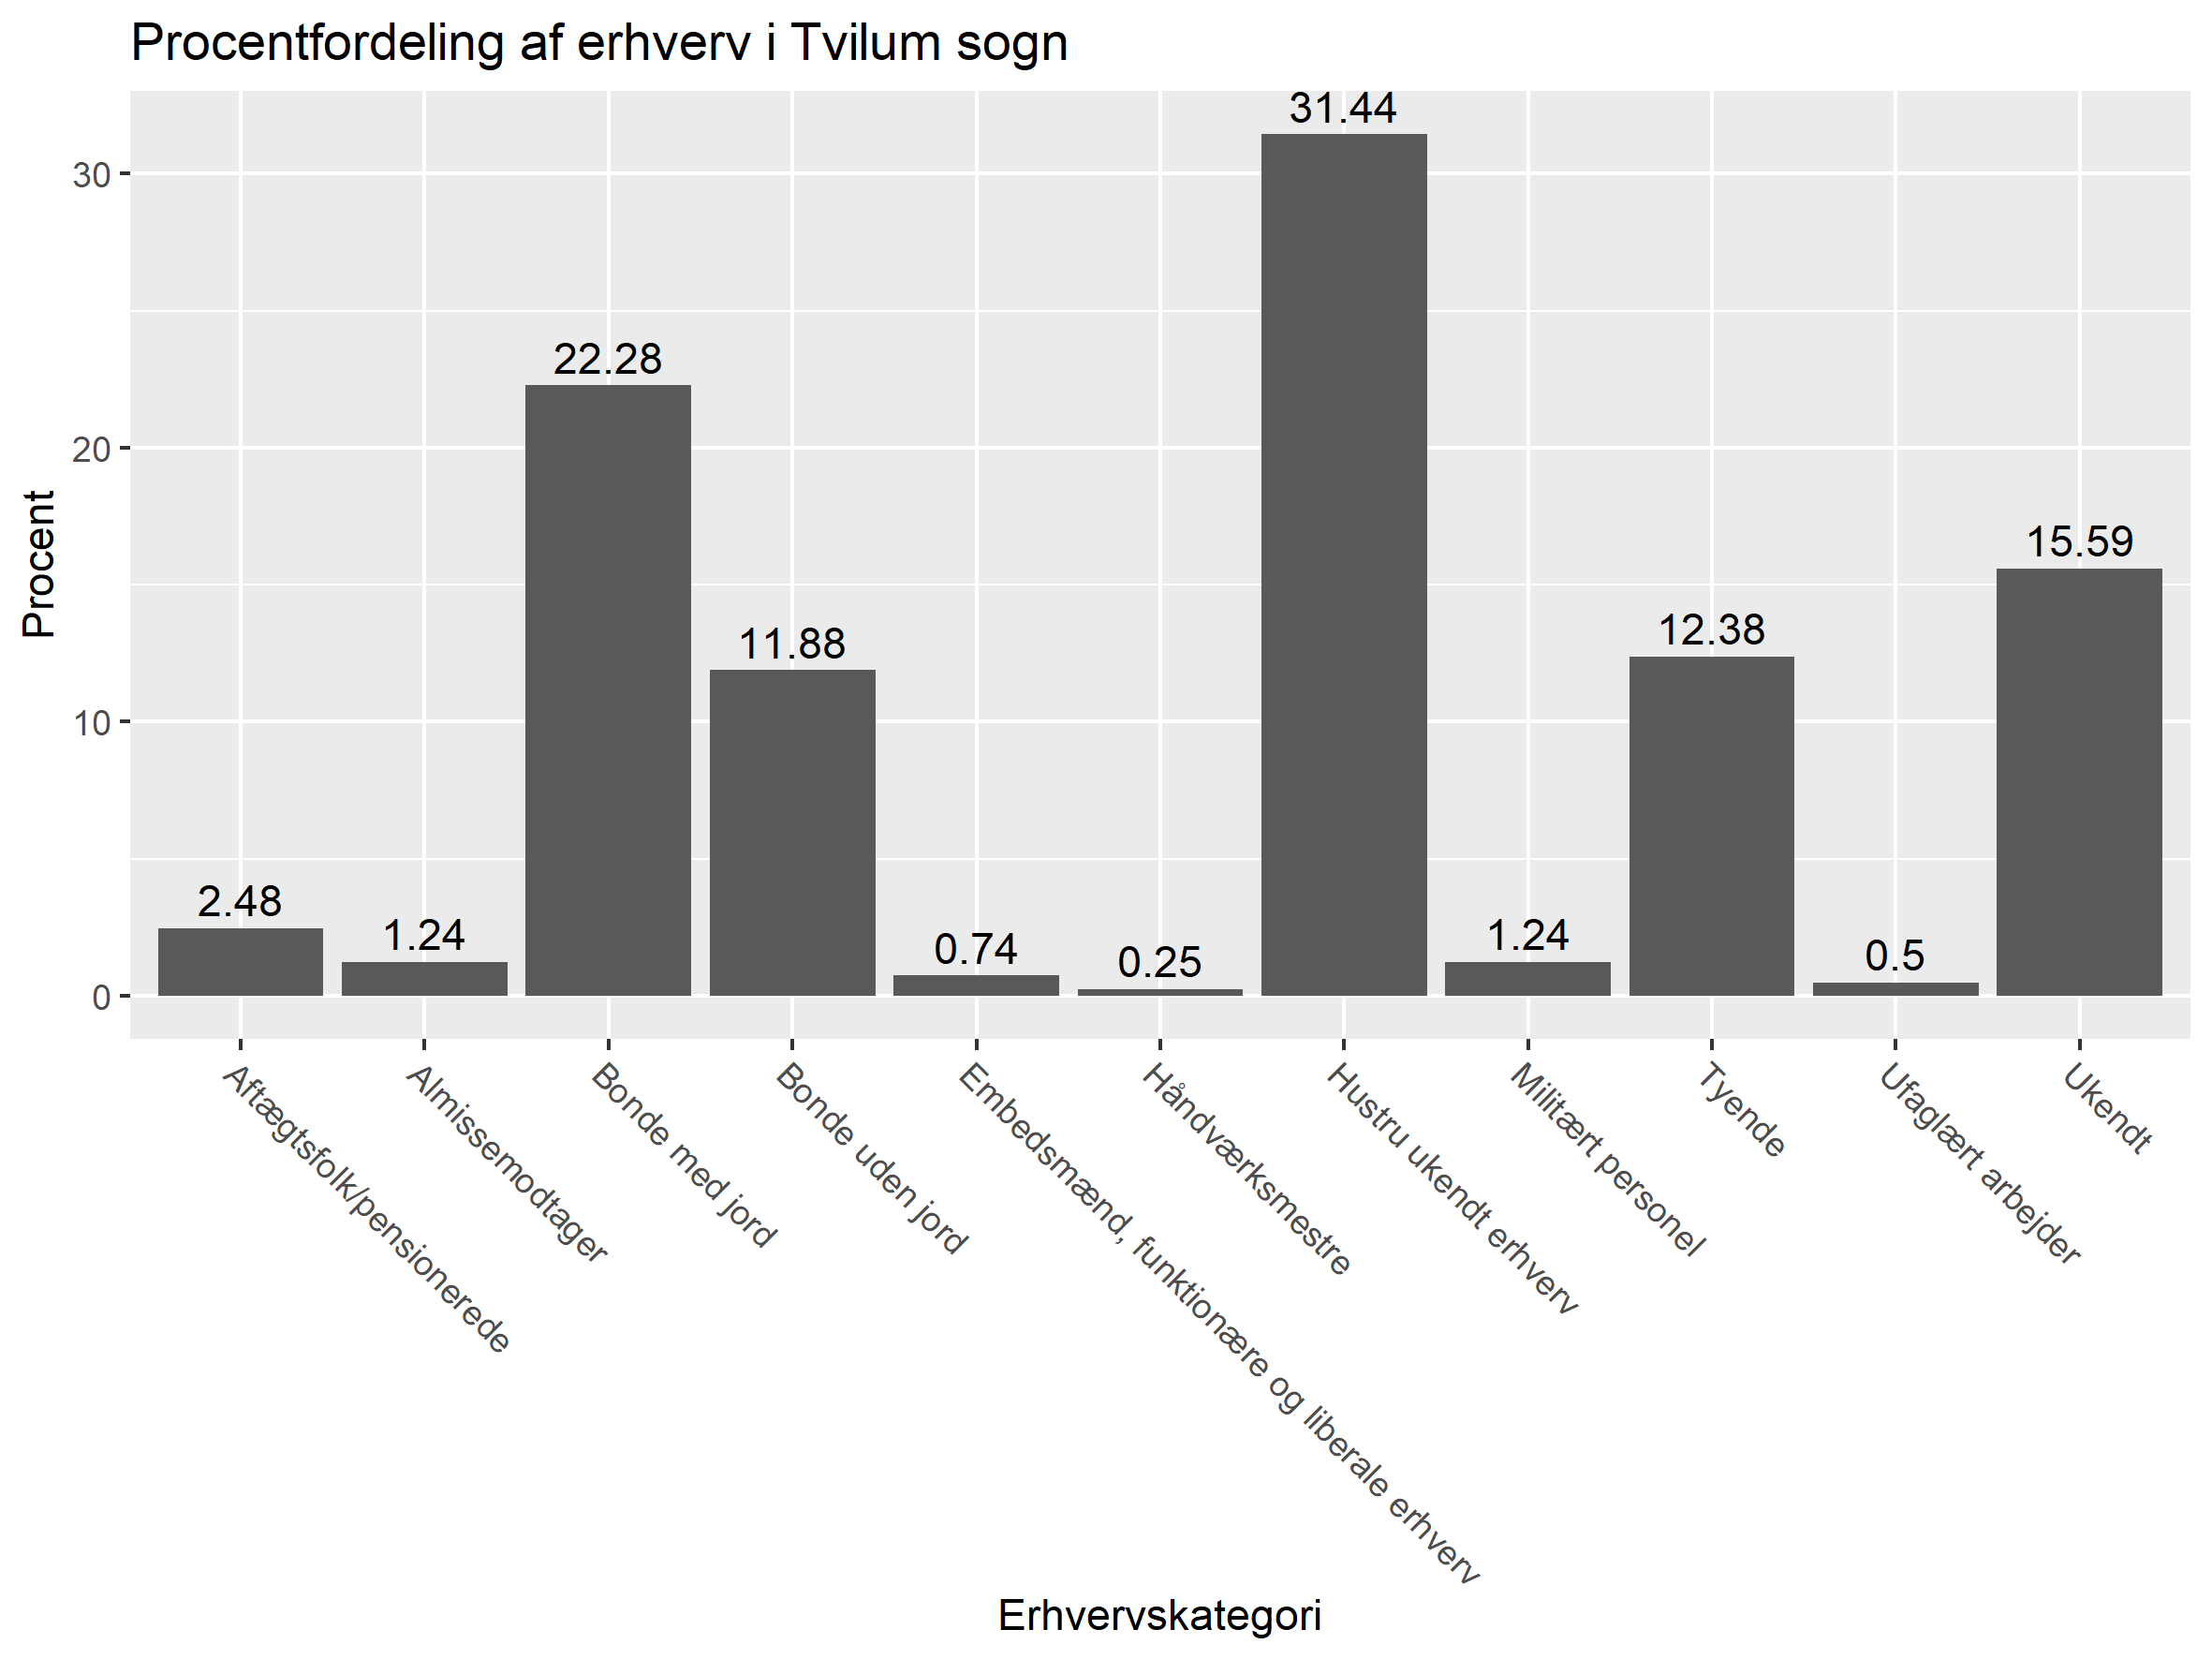 Procentfordeling af erhverv i Tvilum sogn
Procent
30
20
10
0
2.48
1.24
22.28
11.88
0.74
0.25
31.44
1.24
12.38
0.5
15.59
Aftægtsfolk/pensionerede
Almissemodtager
Bonde med jord
Bonde uden jord
Embedsmænd, funktionære og liberale erhverv
Håndværksmestre
Hustru ukendt erhverv
Militært personel
Tyende
Ufaglært arbejder
Ukendt
Erhvervskategori